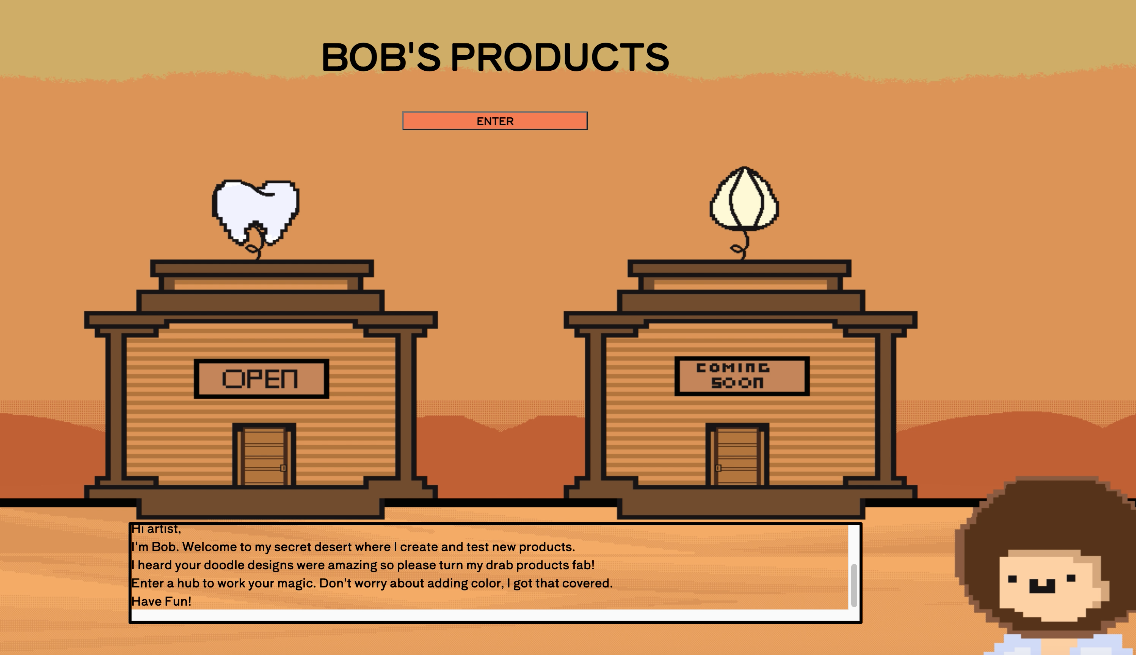 BOB'S PRODUCTS
ENTER
OPEN
COMING
SOON
Hi artist,
I'm Bob. Welcome to my secret desert where I create and test new products.
I heard your doodle designs were amazing so please turn my drab products fab!
Enter a hub to work your magic. Don't worry about adding color, I got that covered.
Have Fun!